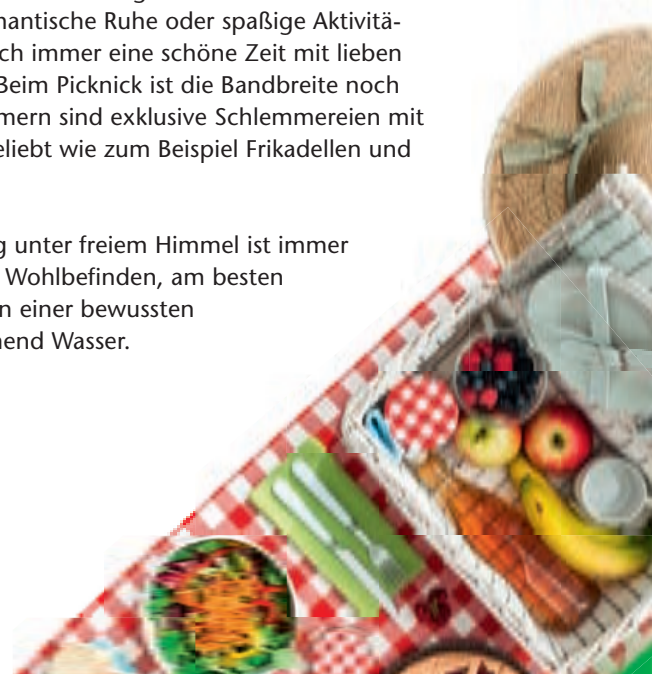 mantische Ruhe oder spaßige Aktivitä-
ch immer eine schöne Zeit mit lieben
Beim Picknick ist die Bandbreite noch
mern sind exklusive Schlemmereien mit
eliebt wie zum Beispiel Frikadellen und
g unter freiem Himmel ist immer
Wohlbefinden, am besten
n einer bewussten
end Wasser.